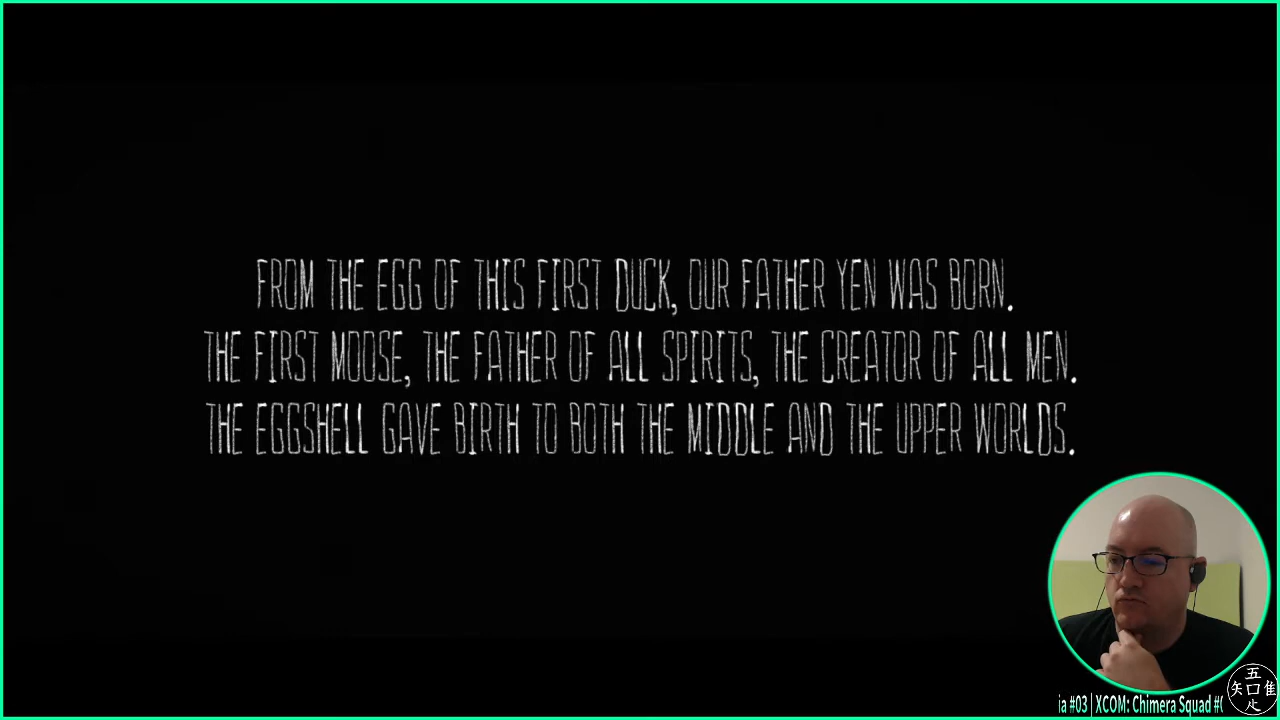 FROM THE EGG OF THIS FIRST DUCK, OUR FATHER YEN WAS BORN.
THE FIRST MOOSE, THE FATHER OF ALL SPIRITS, THE CREATOR OF ALL MEN.
THE EGGSHELL GAVE BIRTH TO BOTH THE MIDDLE AND THE UPPER WORLDS.
ia #03 | XCOM: Chimera Squad #
五
矢口隹